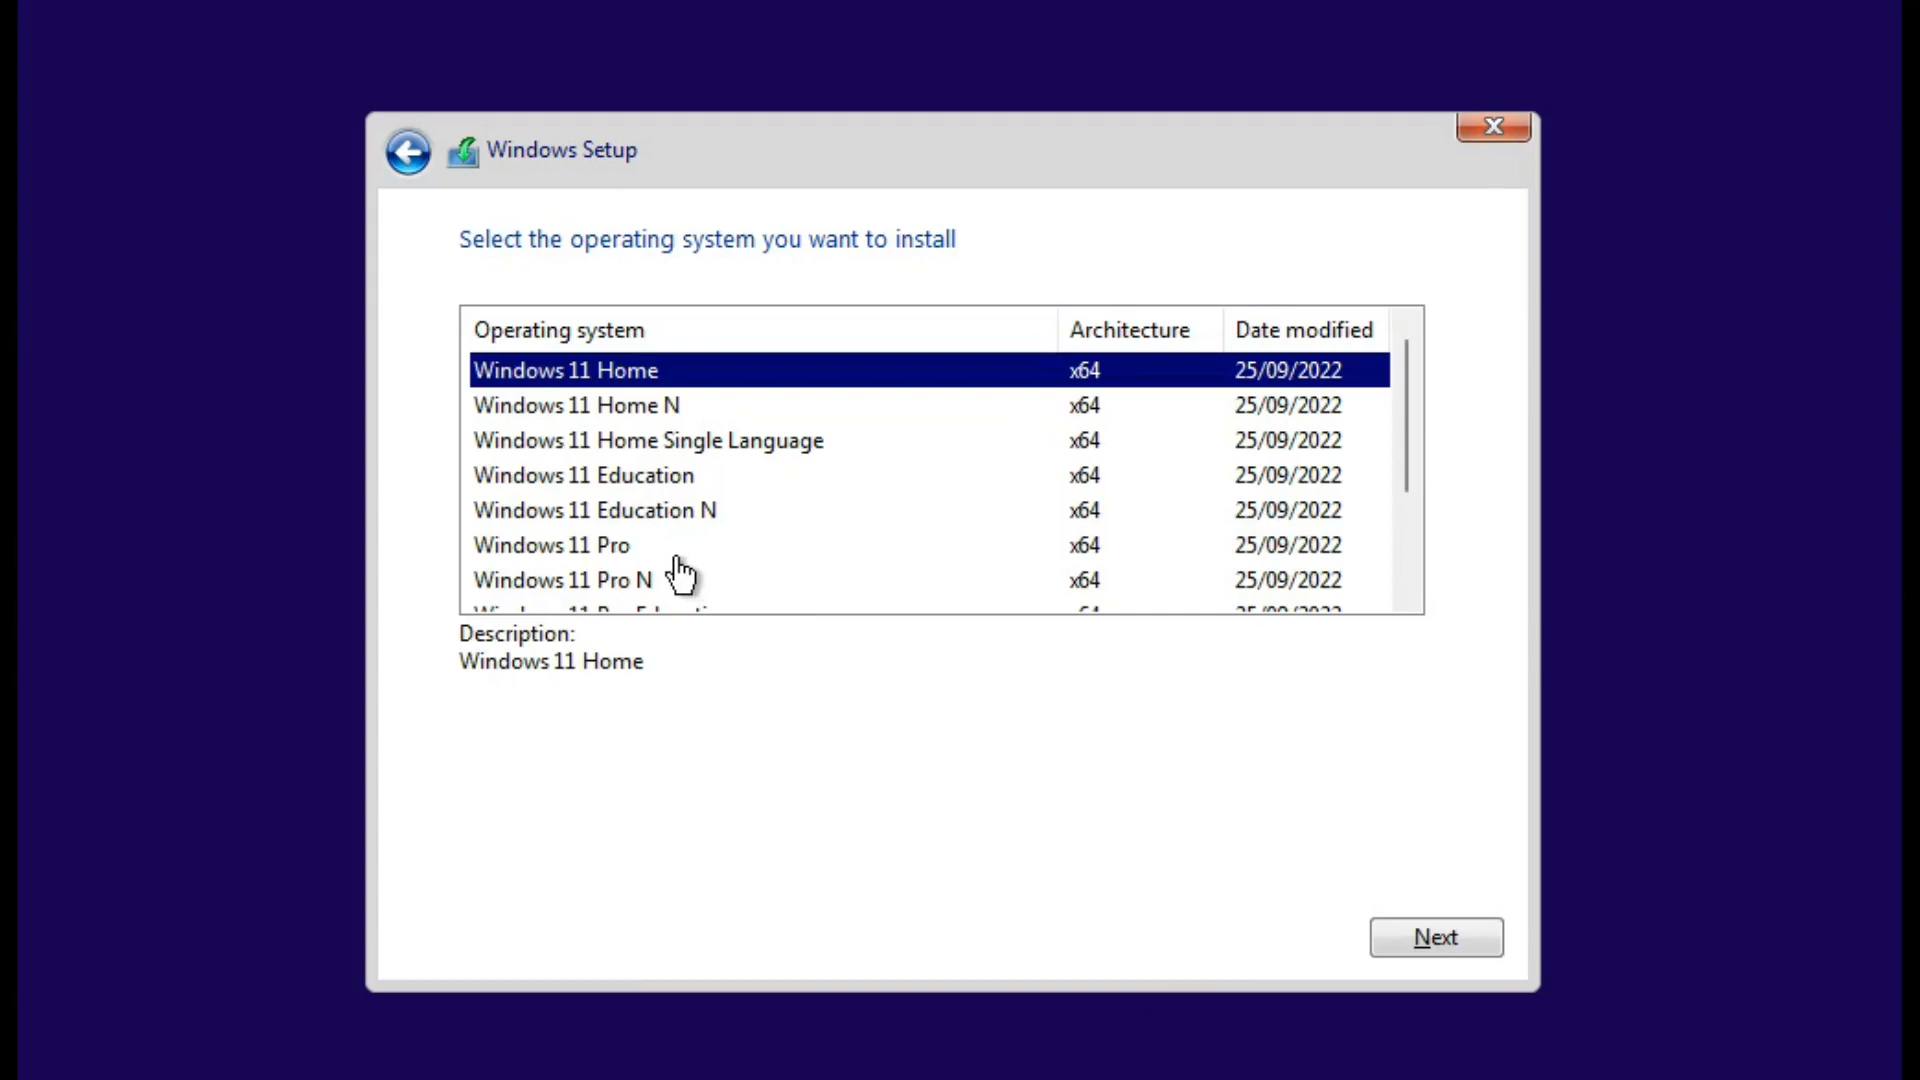 Windows Setup
Select the operating system you want to install
Operating system Architecture Date modified
Windows 11 Home x64 25/09/2022
Windows 11 Home N x64 25/09/2022
Windows 11 Home Single Language x64 25/09/2022
Windows 11 Education x64 25/09/2022
Windows 11 Education N x64 25/09/2022
Windows 11 Pro x64 25/09/2022
Windows 11 Pro N x64 25/09/2022
Description:
Windows 11 Home
Next